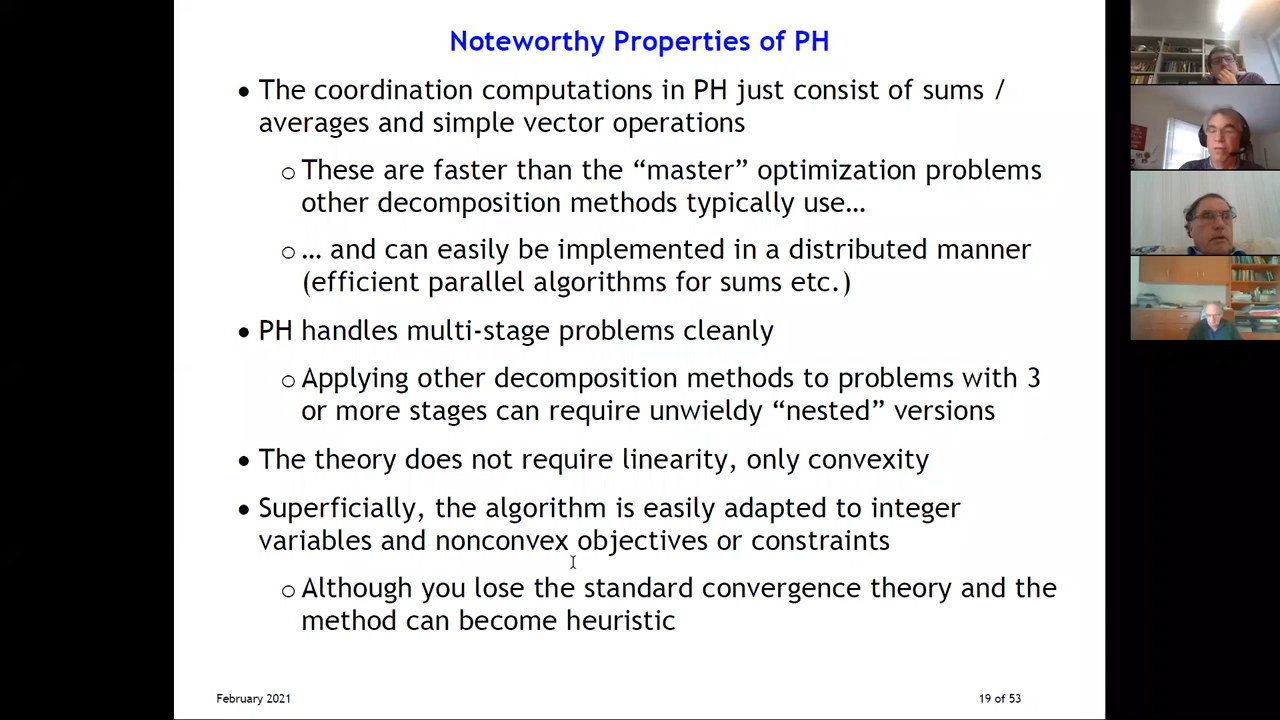 Noteworthy Properties of PH
• The coordination computations in PH just consist of sums /
averages and simple vector operations
o These are faster than the “master” optimization problems
other decomposition methods typically use…
o … and can easily be implemented in a distributed manner
(efficient parallel algorithms for sums etc.)
• PH handles multi-stage problems cleanly
o Applying other decomposition methods to problems with 3
or more stages can require unwieldy “nested” versions
• The theory does not require linearity, only convexity
• Superficially, the algorithm is easily adapted to integer
variables and nonconvex objectives or constraints
o Although you lose the standard convergence theory and the
method can become heuristic
February 2021
19 of 53